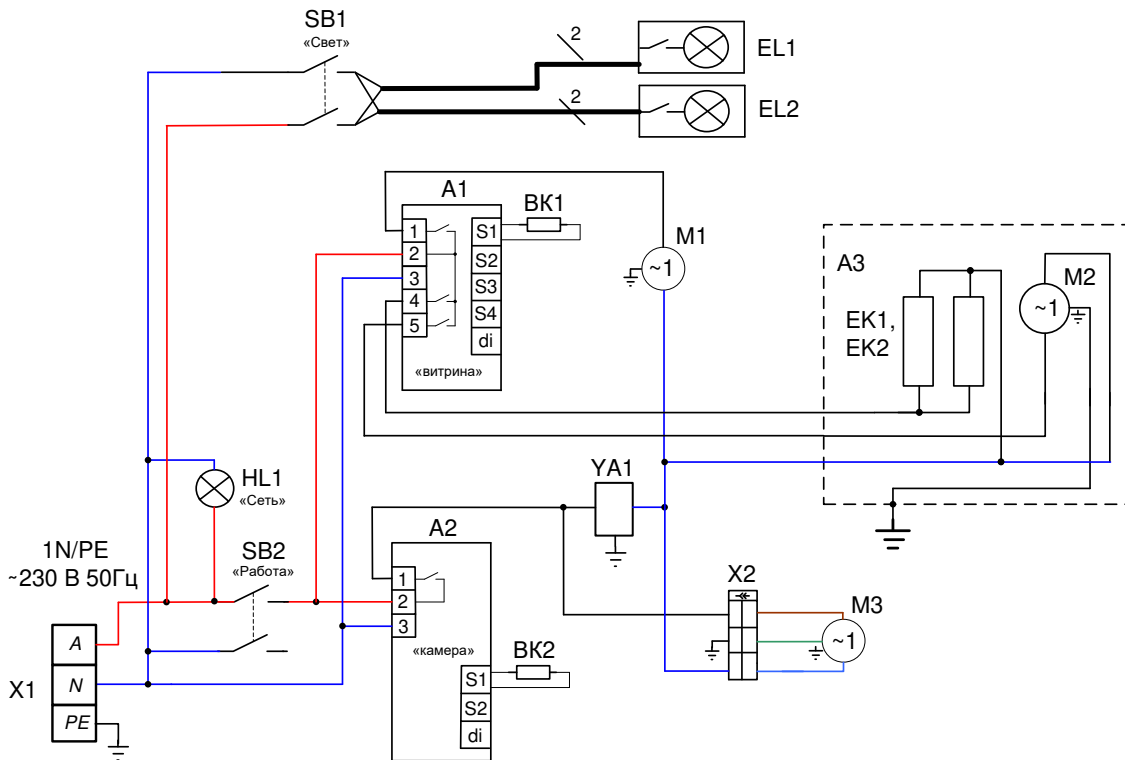 SB1
«Свет»
2
EL1
2
EL2
A1
1
2
3
4
5
S1
S2
S3
S4
di
«витрина»
BK1
M1
~1
A3
EK1,
EK2
M2
~1
HL1
«Сеть»
YA1
A2
1
2
3
«камера»
S1
S2
di
BK2
1N/PE
~230 В 50Гц
SB2
«Работа»
X2
M3
~1
X1
A
N
PE